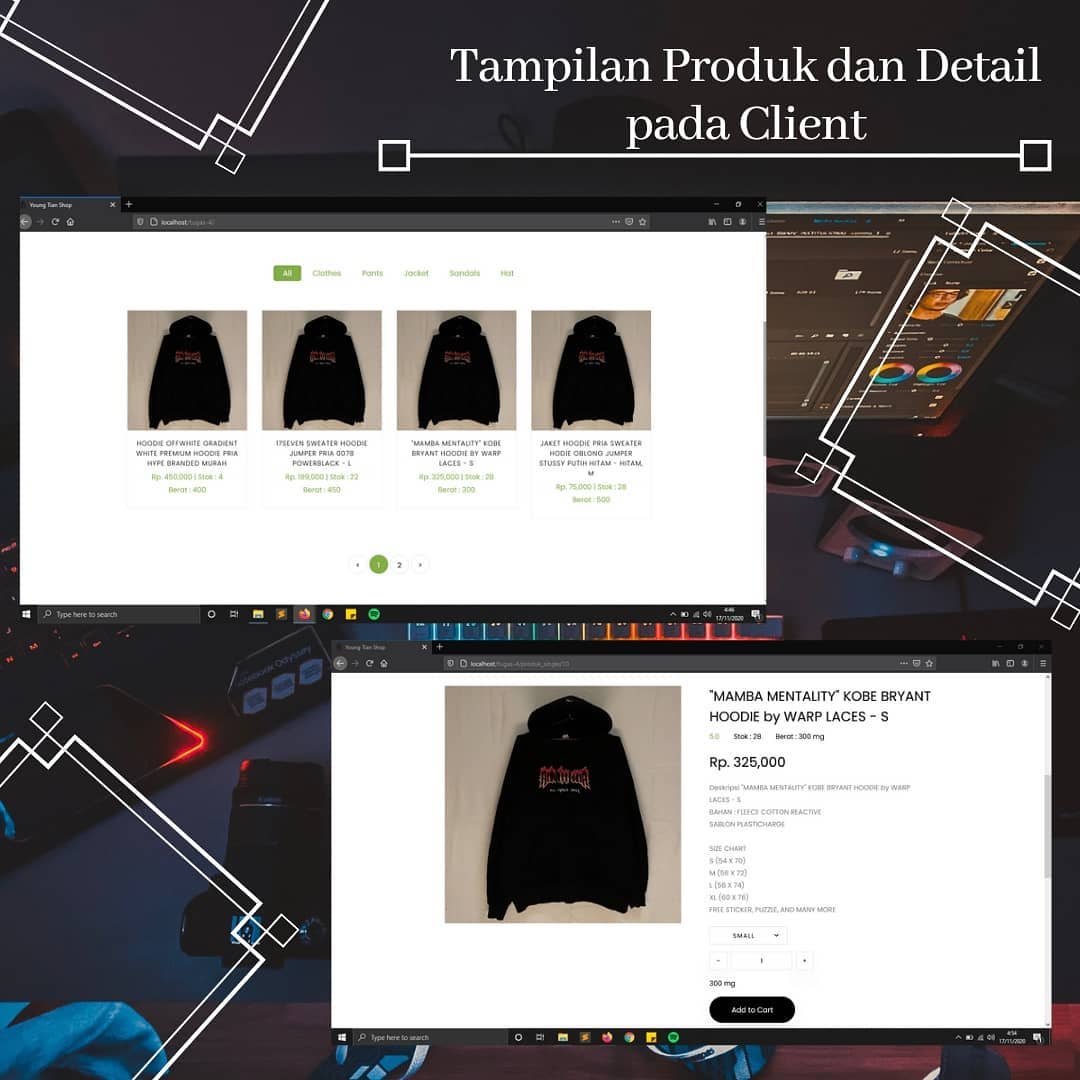 Tampilan Produk dan Detail
pada Client
Young Tian Shop
localhost/tugas-4/
All Clothes Pants Jacket Sandals Hat
HOODIE OFFWHITE GRADIENT
WHITE PREMIUM HOODIE PRIA
HYPE BRANDED MURAH
Rp. 450,000 | Stok : 4
Berat : 400
17SEVEN SWEATER HOODIE
JUMPER PRIA 007B
POWERBLACK - L
Rp. 189,000 | Stok : 22
Berat : 450
"MAMBA MENTALITY" KOBE
BRYANT HOODIE BY WARP
LACES - S
Rp. 325,000 | Stok : 28
Berat : 300
JAKET HOODIE PRIA SWEATER
HODIE OBLONG JUMPER
STUSSY PUTIH HITAM - HITAM,
M
Rp. 75,000 | Stok : 28
Berat : 500
‹ 1 2 ›
Type here to search
4:46
17/11/2020
Notebook Odyssey
Young Tian Shop
localhost/tugas-4/produk_single/10
"MAMBA MENTALITY" KOBE BRYANT
HOODIE by WARP LACES - S
5.0 Stok : 28 Berat : 300 mg
Rp. 325,000
Deskripsi "MAMBA MENTALITY" KOBE BRYANT HOODIE by WARP
LACES - S
BAHAN : FLEECE COTTON REACTIVE
SABLON PLASTICHARGE
SIZE CHART
S (54 X 70)
M (56 X 72)
L (58 X 74)
XL (60 X 76)
FREE STICKER, PUZZLE, AND MANY MORE
SMALL
- 1 +
300 mg
Add to Cart
Type here to search
4:54
17/11/2020